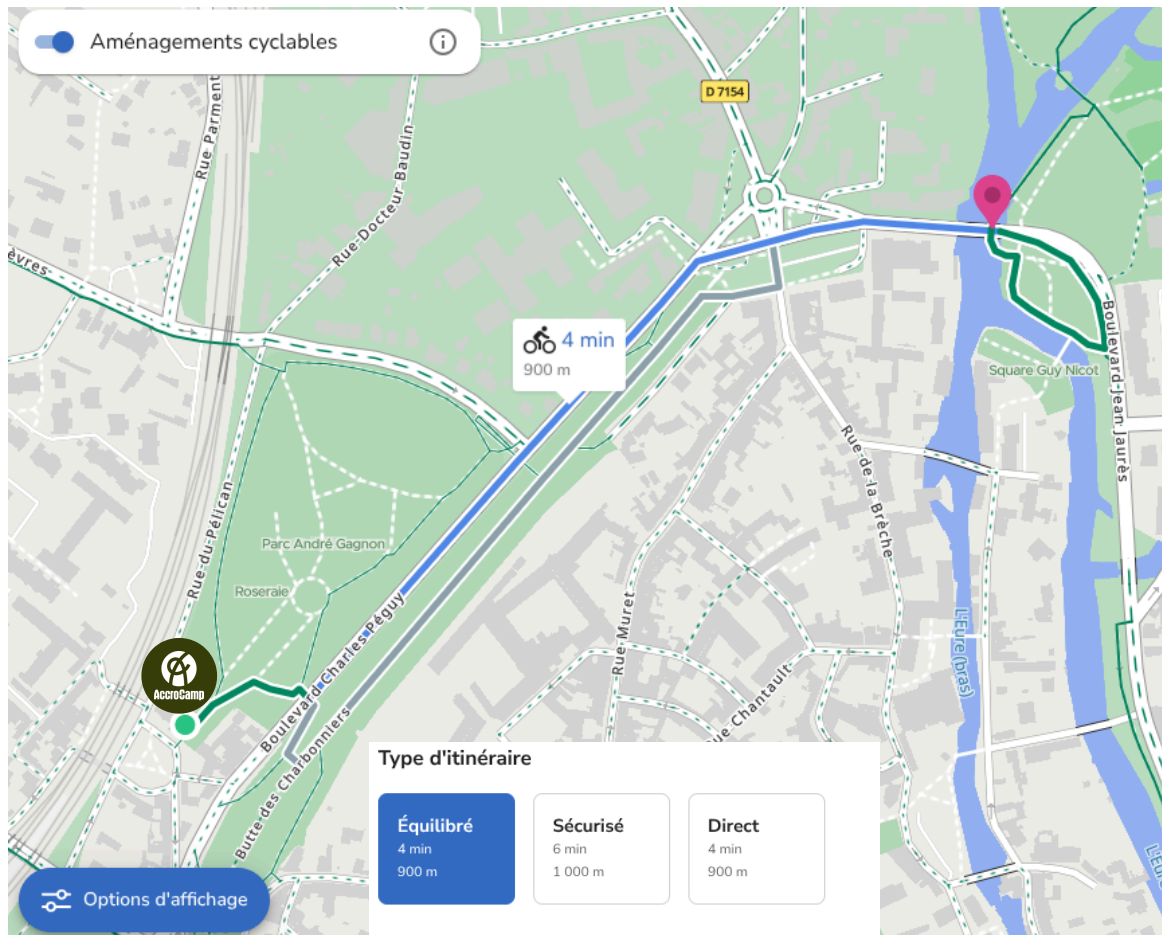 Aménagements cyclables
D 7154
Rue Parment
Rue Docteur Baudin
èvres
4 min
900 m
Boulevard Jean Jaurès
Square Guy Nicot
Rue de la Brèche
Rue du Pélican
Parc André Gagnon
Roseraie
Boulevard Charles Péguy
Rue Muret
L'Eure (bras)
AccroCamp
ue Chantault
Butte des Charbonniers
Type d'itinéraire
Équilibré
4 min
900 m
Sécurisé
6 min
1 000 m
Direct
4 min
900 m
L'Eure
Options d'affichage